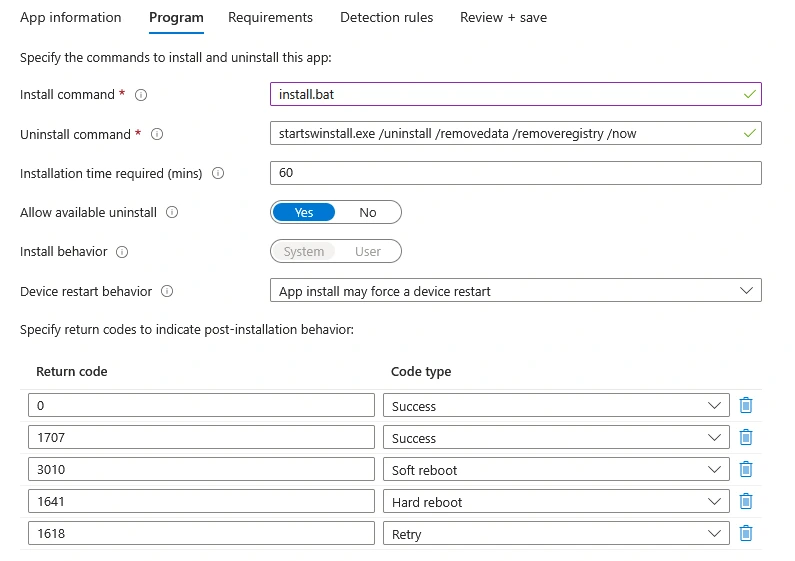 App information Program Requirements Detection rules Review + save
Specify the commands to install and uninstall this app:
Install command * install.bat
Uninstall command * startswinstall.exe /uninstall /removedata /removeregistry /now
Installation time required (mins) 60
Allow available uninstall Yes No
Install behavior System User
Device restart behavior App install may force a device restart
Specify return codes to indicate post-installation behavior:
Return code Code type
0 Success
1707 Success
3010 Soft reboot
1641 Hard reboot
1618 Retry